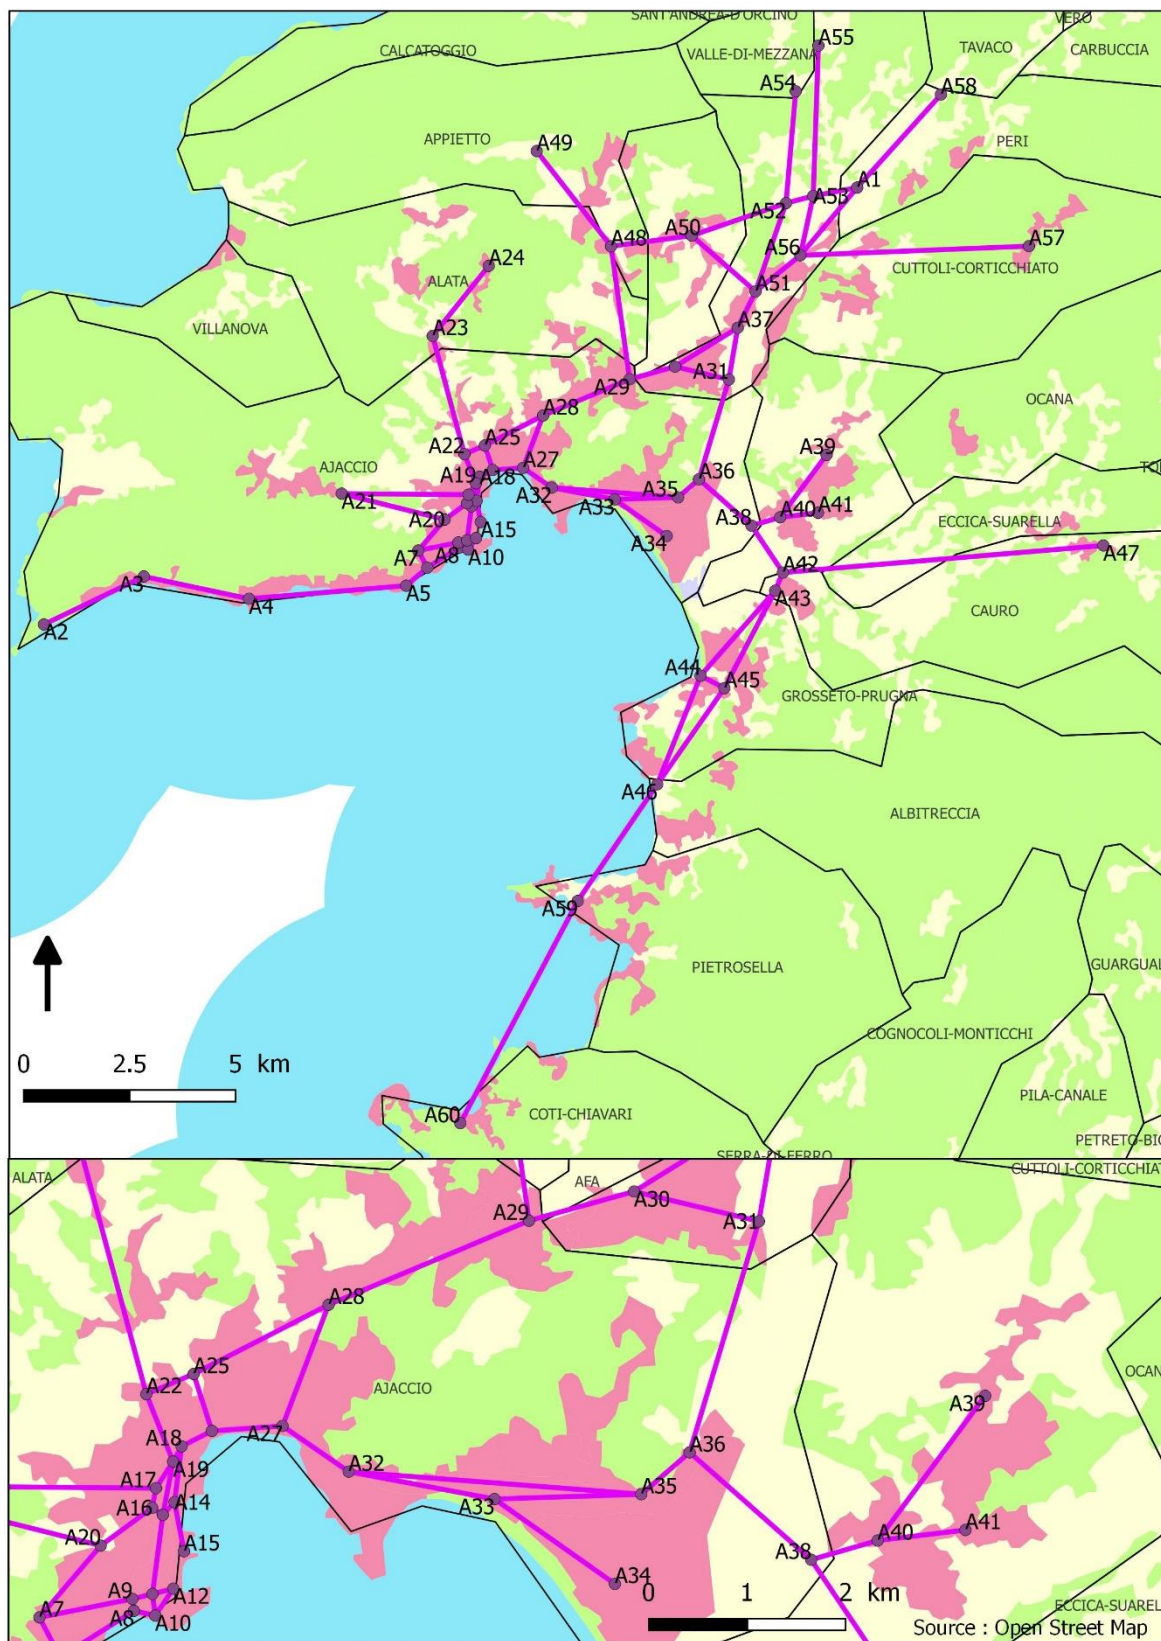 SANT'ANDREA-D'ORCINO
VERO
CALCATOGGIO
A55
VALLE-DI-MEZZANA
TAVACO
CARBUCCIA
A54
A58
APPIETTO
A49
PERI
A1
A53
A52
A50
A48
A56
A57
CUTTOLI-CORTICCHIATO
A24
ALATA
A51
VILLANOVA
A23
A37
A29
A31
A28
OCANA
A25
A22
A39
AJACCIO
A19
A18
A27
A36
A35
A32
A33
A21
A40
A41
A20
A15
A38
A34
ECCICA-SUARELLA
A7
A8
A10
A47
A3
A5
A42
A4
A43
A2
CAURO
A44
A45
GROSSETO-PRUGNA
A46
ALBITRECCIA
A59
PIETROSELLA
GUARGUAL
COGNOCOLI-MONTICCHI
0 2.5 5 km
PILA-CANALE
A60
COTI-CHIAVARI
PETRETO-BIC
SERRA-DI-FERRO
ALATA
AFA
CUTTOLI-CORTICCHIAT
A30
A29
A31
A28
A25
OCAN
A22
AJACCIO
A39
A27
A18
A36
A19
A32
A17
A14
A35
A33
A16
A41
A20
A40
A15
A38
A34
A9
A12
0 1 2 km
A7
A8
A10
ECCICA-SUAREL
Source : Open Street Map